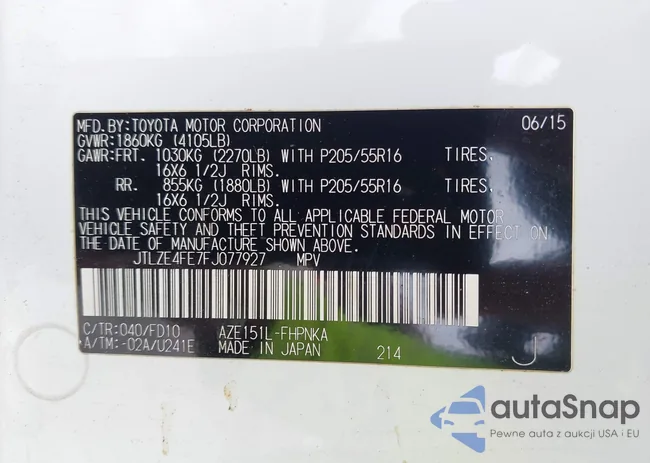 MFD.BY:TOYOTA MOTOR CORPORATION 06/15
GVWR:1860KG (4105LB)
GAWR:FRT. 1030KG (2270LB) WITH P205/55R16 TIRES.
16X6 1/2J RIMS.
RR. 855KG (1880LB) WITH P205/55R16 TIRES.
16X6 1/2J RIMS.
THIS VEHICLE CONFORMS TO ALL APPLICABLE FEDERAL MOTOR
VEHICLE SAFETY AND THEFT PREVENTION STANDARDS IN EFFECT ON
THE DATE OF MANUFACTURE SHOWN ABOVE.
JTLZE4FE7FJ077927 MPV
C/TR:040/FD10 AZE151L-FHPNKA
A/TM:-02A/U241E MADE IN JAPAN 214 J
autaSnap
Pewne auta z aukcji USA i EU